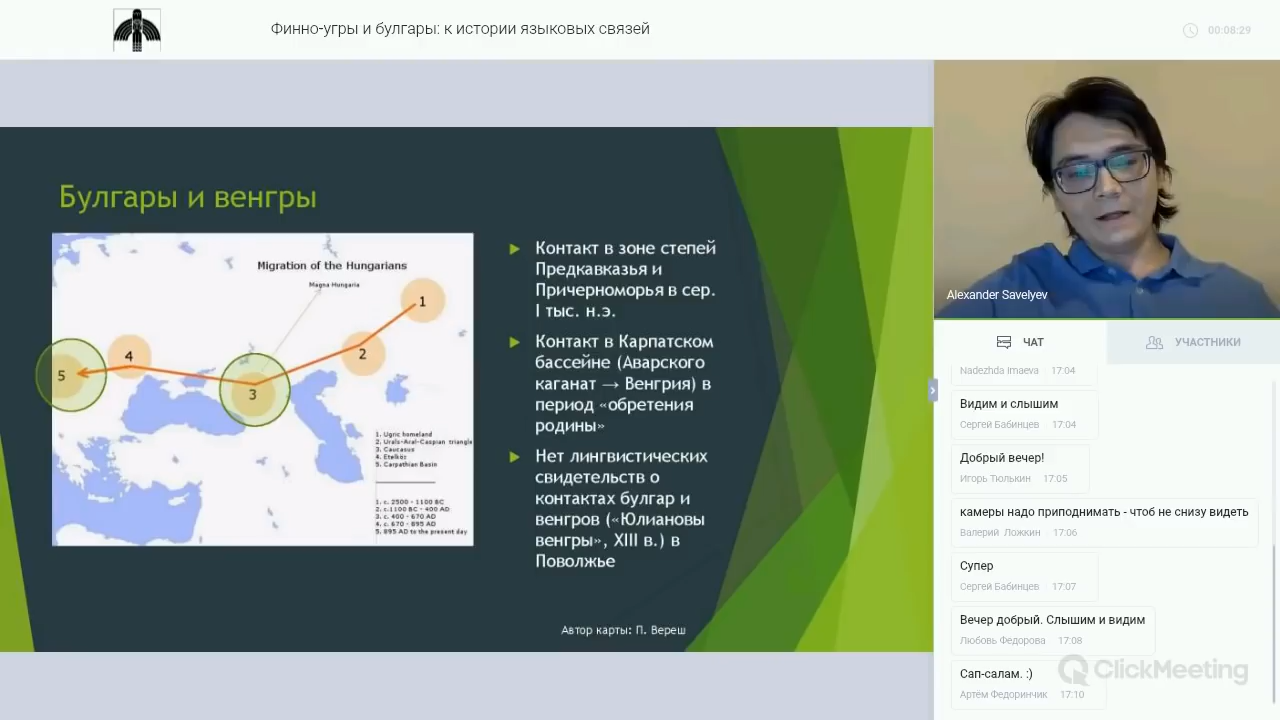 Финно-угры и булгары: к истории языковых связей
00:08:29
Булгары и венгры
Migration of the Hungarians
Magna Hungaria
1
2
3
4
5
1. Ugric homeland
2. Urals-Aral-Caspian triangle
3. Caucasus
4. Etelköz
5. Carpathian Basin
1. c. 2500 - 1100 BC
2. c.1100 BC - 400 AD
3. c. 400 - 670 AD
4. c. 670 - 895 AD
5. 895 AD to the present day
Контакт в зоне степей
Предкавказья и
Причерноморья в сер.
I тыс. н.э.
Контакт в Карпатском
бассейне (Аварского
каганат → Венгрия) в
период «обретения
родины»
Нет лингвистических
свидетельств о
контактах булгар и
венгров («Юлиановы
венгры», XIII в.) в
Поволжье
Автор карты: П. Вереш
Alexander Savelyev
ЧАТ
УЧАСТНИКИ
Nadezhda Imaeva 17:04
Видим и слышим
Сергей Бабинцев 17:04
Добрый вечер!
Игорь Тюлькин 17:05
камеры надо приподнимать - чтоб не снизу видеть
Валерий Ложкин 17:06
Супер
Сергей Бабинцев 17:07
Вечер добрый. Слышим и видим
Любовь Федорова 17:08
Сап-салам. :)
Артём Федоринчик 17:10
ClickMeeting